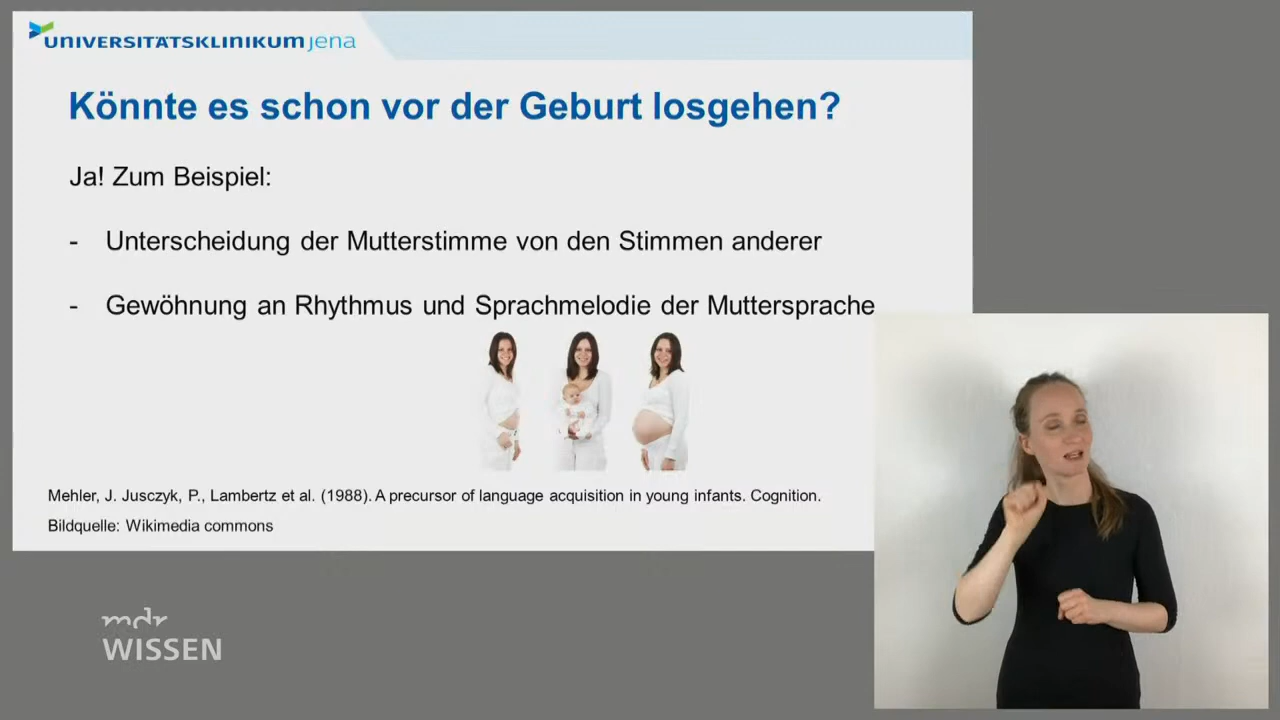 UNIVERSITÄTSKLINIKUM jena
Könnte es schon vor der Geburt losgehen?
Ja! Zum Beispiel:
- Unterscheidung der Mutterstimme von den Stimmen anderer
- Gewöhnung an Rhythmus und Sprachmelodie der Muttersprache
Mehler, J. Jusczyk, P., Lambertz et al. (1988). A precursor of language acquisition in young infants. Cognition.
Bildquelle: Wikimedia commons
mdr
WISSEN